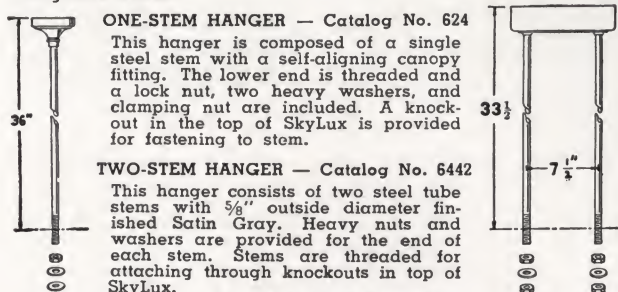 ONE-STEM HANGER — Catalog No. 624
This hanger is composed of a single
steel stem with a self-aligning canopy
fitting. The lower end is threaded and
a lock nut, two heavy washers, and
clamping nut are included. A knock-
out in the top of SkyLux is provided
for fastening to stem.
36"
TWO-STEM HANGER — Catalog No. 6442
This hanger consists of two steel tube
stems with 5/8" outside diameter fin-
ished Satin Gray. Heavy nuts and
washers are provided for the end of
each stem. Stems are threaded for
attaching through knockouts in top of
SkyLux.
33 1/2
7 1/2"